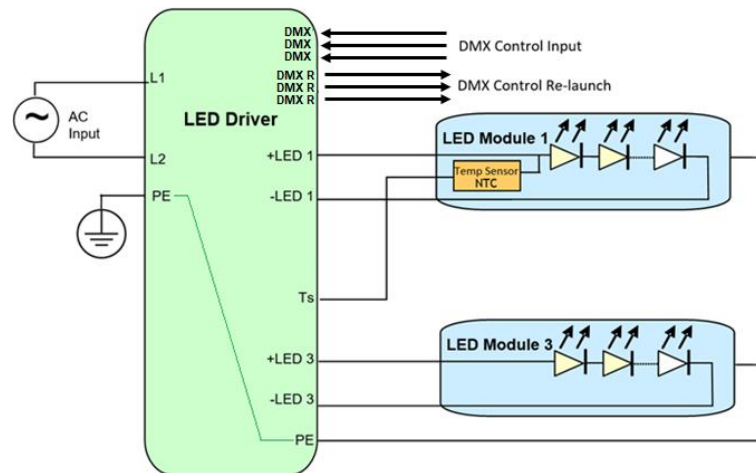 DMX
DMX
DMX
DMX Control Input
DMX R
DMX R
DMX R
DMX Control Re-launch
L1
AC
Input
LED Driver
L2
PE
+LED 1
-LED 1
LED Module 1
Temp Sensor
NTC
Ts
LED Module 3
+LED 3
-LED 3
PE